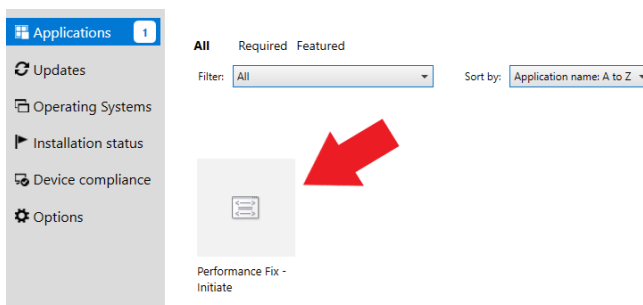 Applications 1
Updates
Operating Systems
Installation status
Device compliance
Options
All Required Featured
Filter: All Sort by: Application name: A to Z
Performance Fix -
Initiate